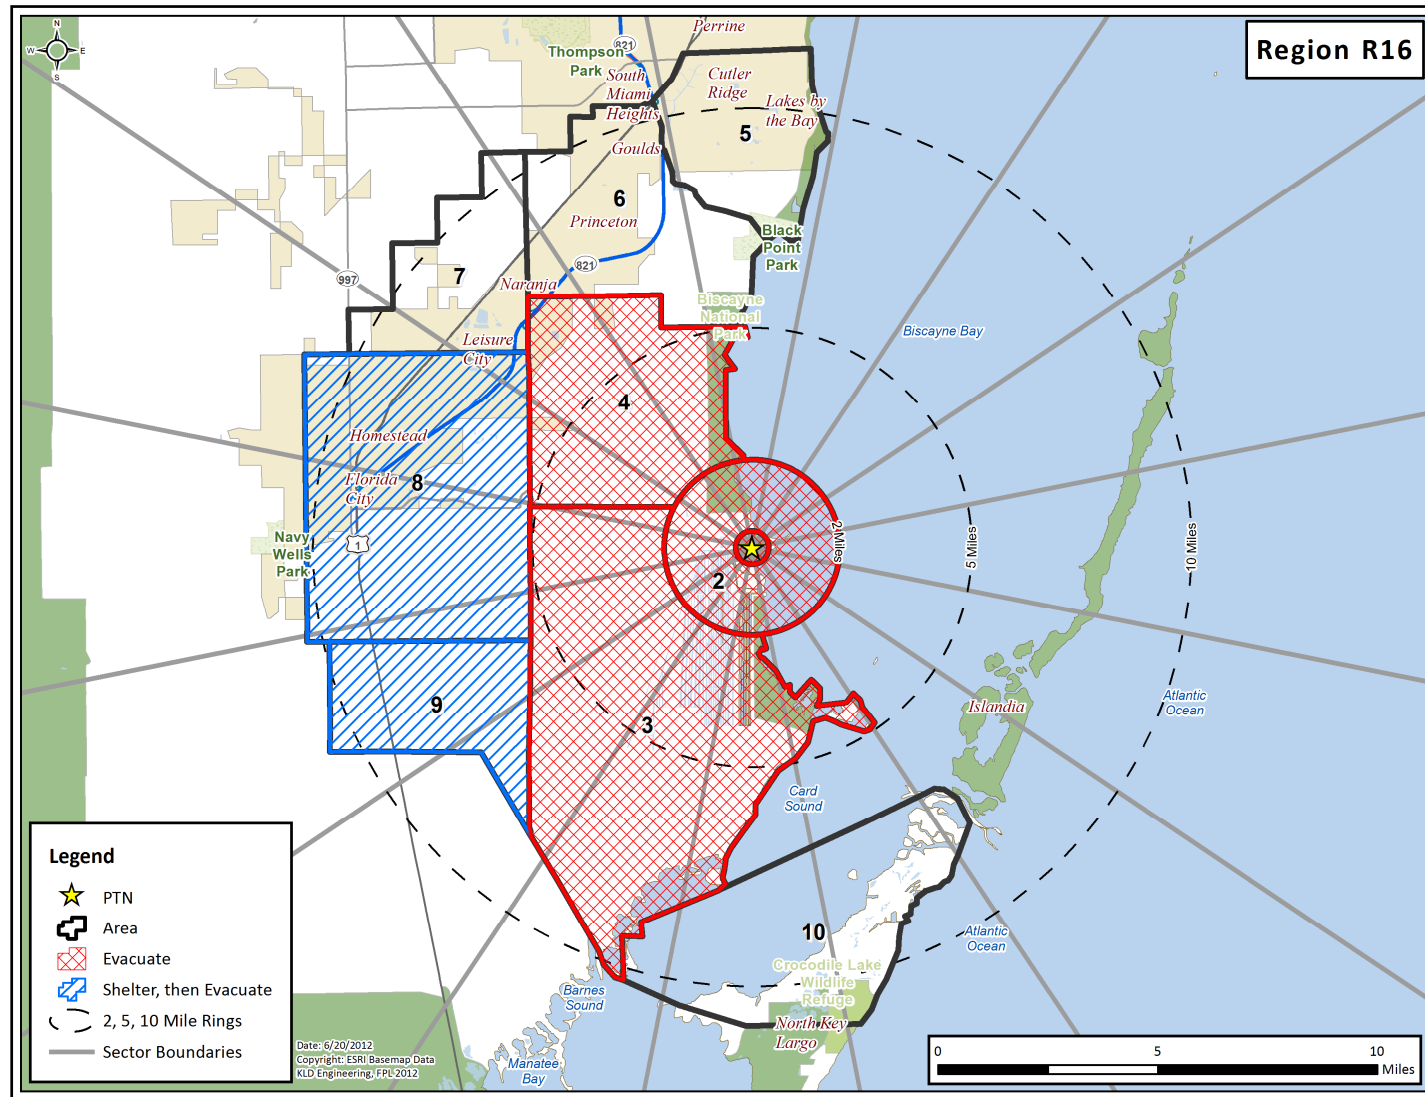 Region R16
N
W
E
S
Perrine
821
Thompson
Park
South
Miami
Heights
Cutler
Ridge
Lakes by
the Bay
5
Goulds
6
Princeton
Black
Point
Park
821
997
7
Naranja
Biscayne
National
Park
Biscayne Bay
Leisure
City
4
Homestead
8
Florida
City
Navy
Wells
Park
1
2 Miles
5 Miles
10 Miles
2
9
3
Islandia
Atlantic
Ocean
Card
Sound
10
Atlantic
Ocean
Crocodile Lake
Wildlife
Refuge
Barnes
Sound
North Key
Largo
Manatee
Bay
Legend
PTN
Area
Evacuate
Shelter, then Evacuate
2, 5, 10 Mile Rings
Sector Boundaries
Date: 6/20/2012
Copyright: ESRI Basemap Data
KLD Engineering, FPL 2012
0
5
10
Miles